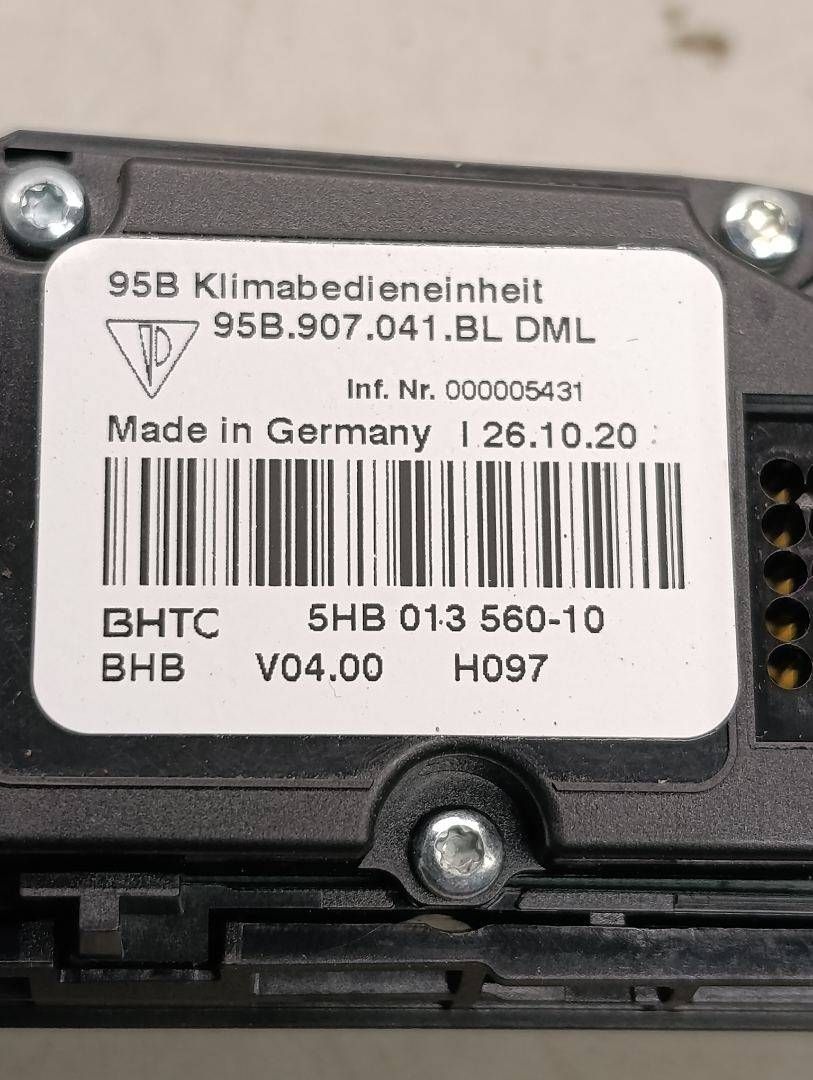 95B Klimabedieneinheit
95B.907.041.BL DML
Inf. Nr. 000005431
Made in Germany I 26.10.20
BHTC 5HB 013 560-10
BHB V04.00 H097